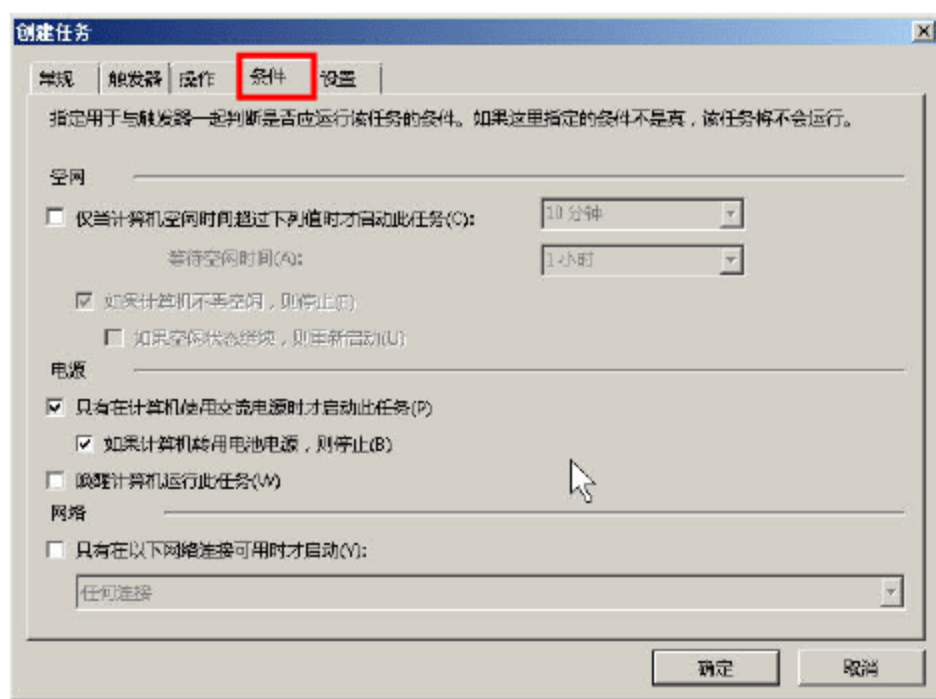 创建任务
常规 触发器 操作 条件 设置
指定用于与触发器一起判断是否应运行该任务的条件。如果这里指定的条件不是真，该任务将不会运行。
空闲
仅当计算机空闲时间超过下列值时才启动此任务(C): 10 分钟
等待空闲时间(A): 1 小时
如果计算机不再空闲，则停止(E)
如果空闲状态继续，则重新启动(U)
电源
只有在计算机使用交流电源时才启动此任务(P)
如果计算机转用电池电源，则停止(B)
唤醒计算机运行此任务(W)
网络
只有在以下网络连接可用时才启动(Y):
任何连接
确定 取消